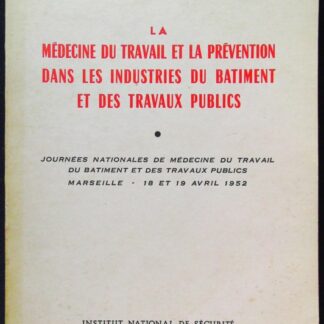 LA
MÉDECINE DU TRAVAIL ET LA PRÉVENTION
DANS LES INDUSTRIES DU BATIMENT
ET DES TRAVAUX PUBLICS
•
JOURNÉES NATIONALES DE MÉDECINE DU TRAVAIL
DU BATIMENT ET DES TRAVAUX PUBLICS
MARSEILLE - 18 ET 19 AVRIL 1952
INSTITUT NATIONAL DE SÉCURITÉ